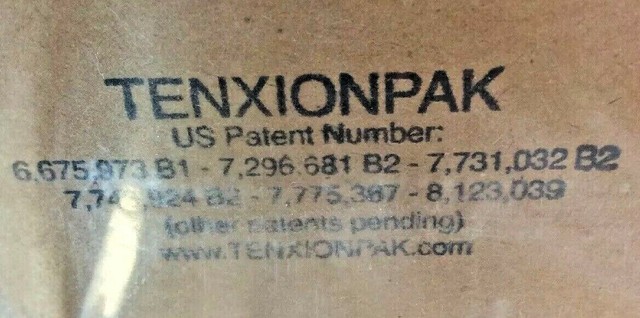 TENXIONPAK
US Patent Number:
6,675,973 B1 - 7,296,681 B2 - 7,731,032 B2
B2 - 7,775,367 - 8,123,039
(other patents pending)
www.TENXIONPAK.com